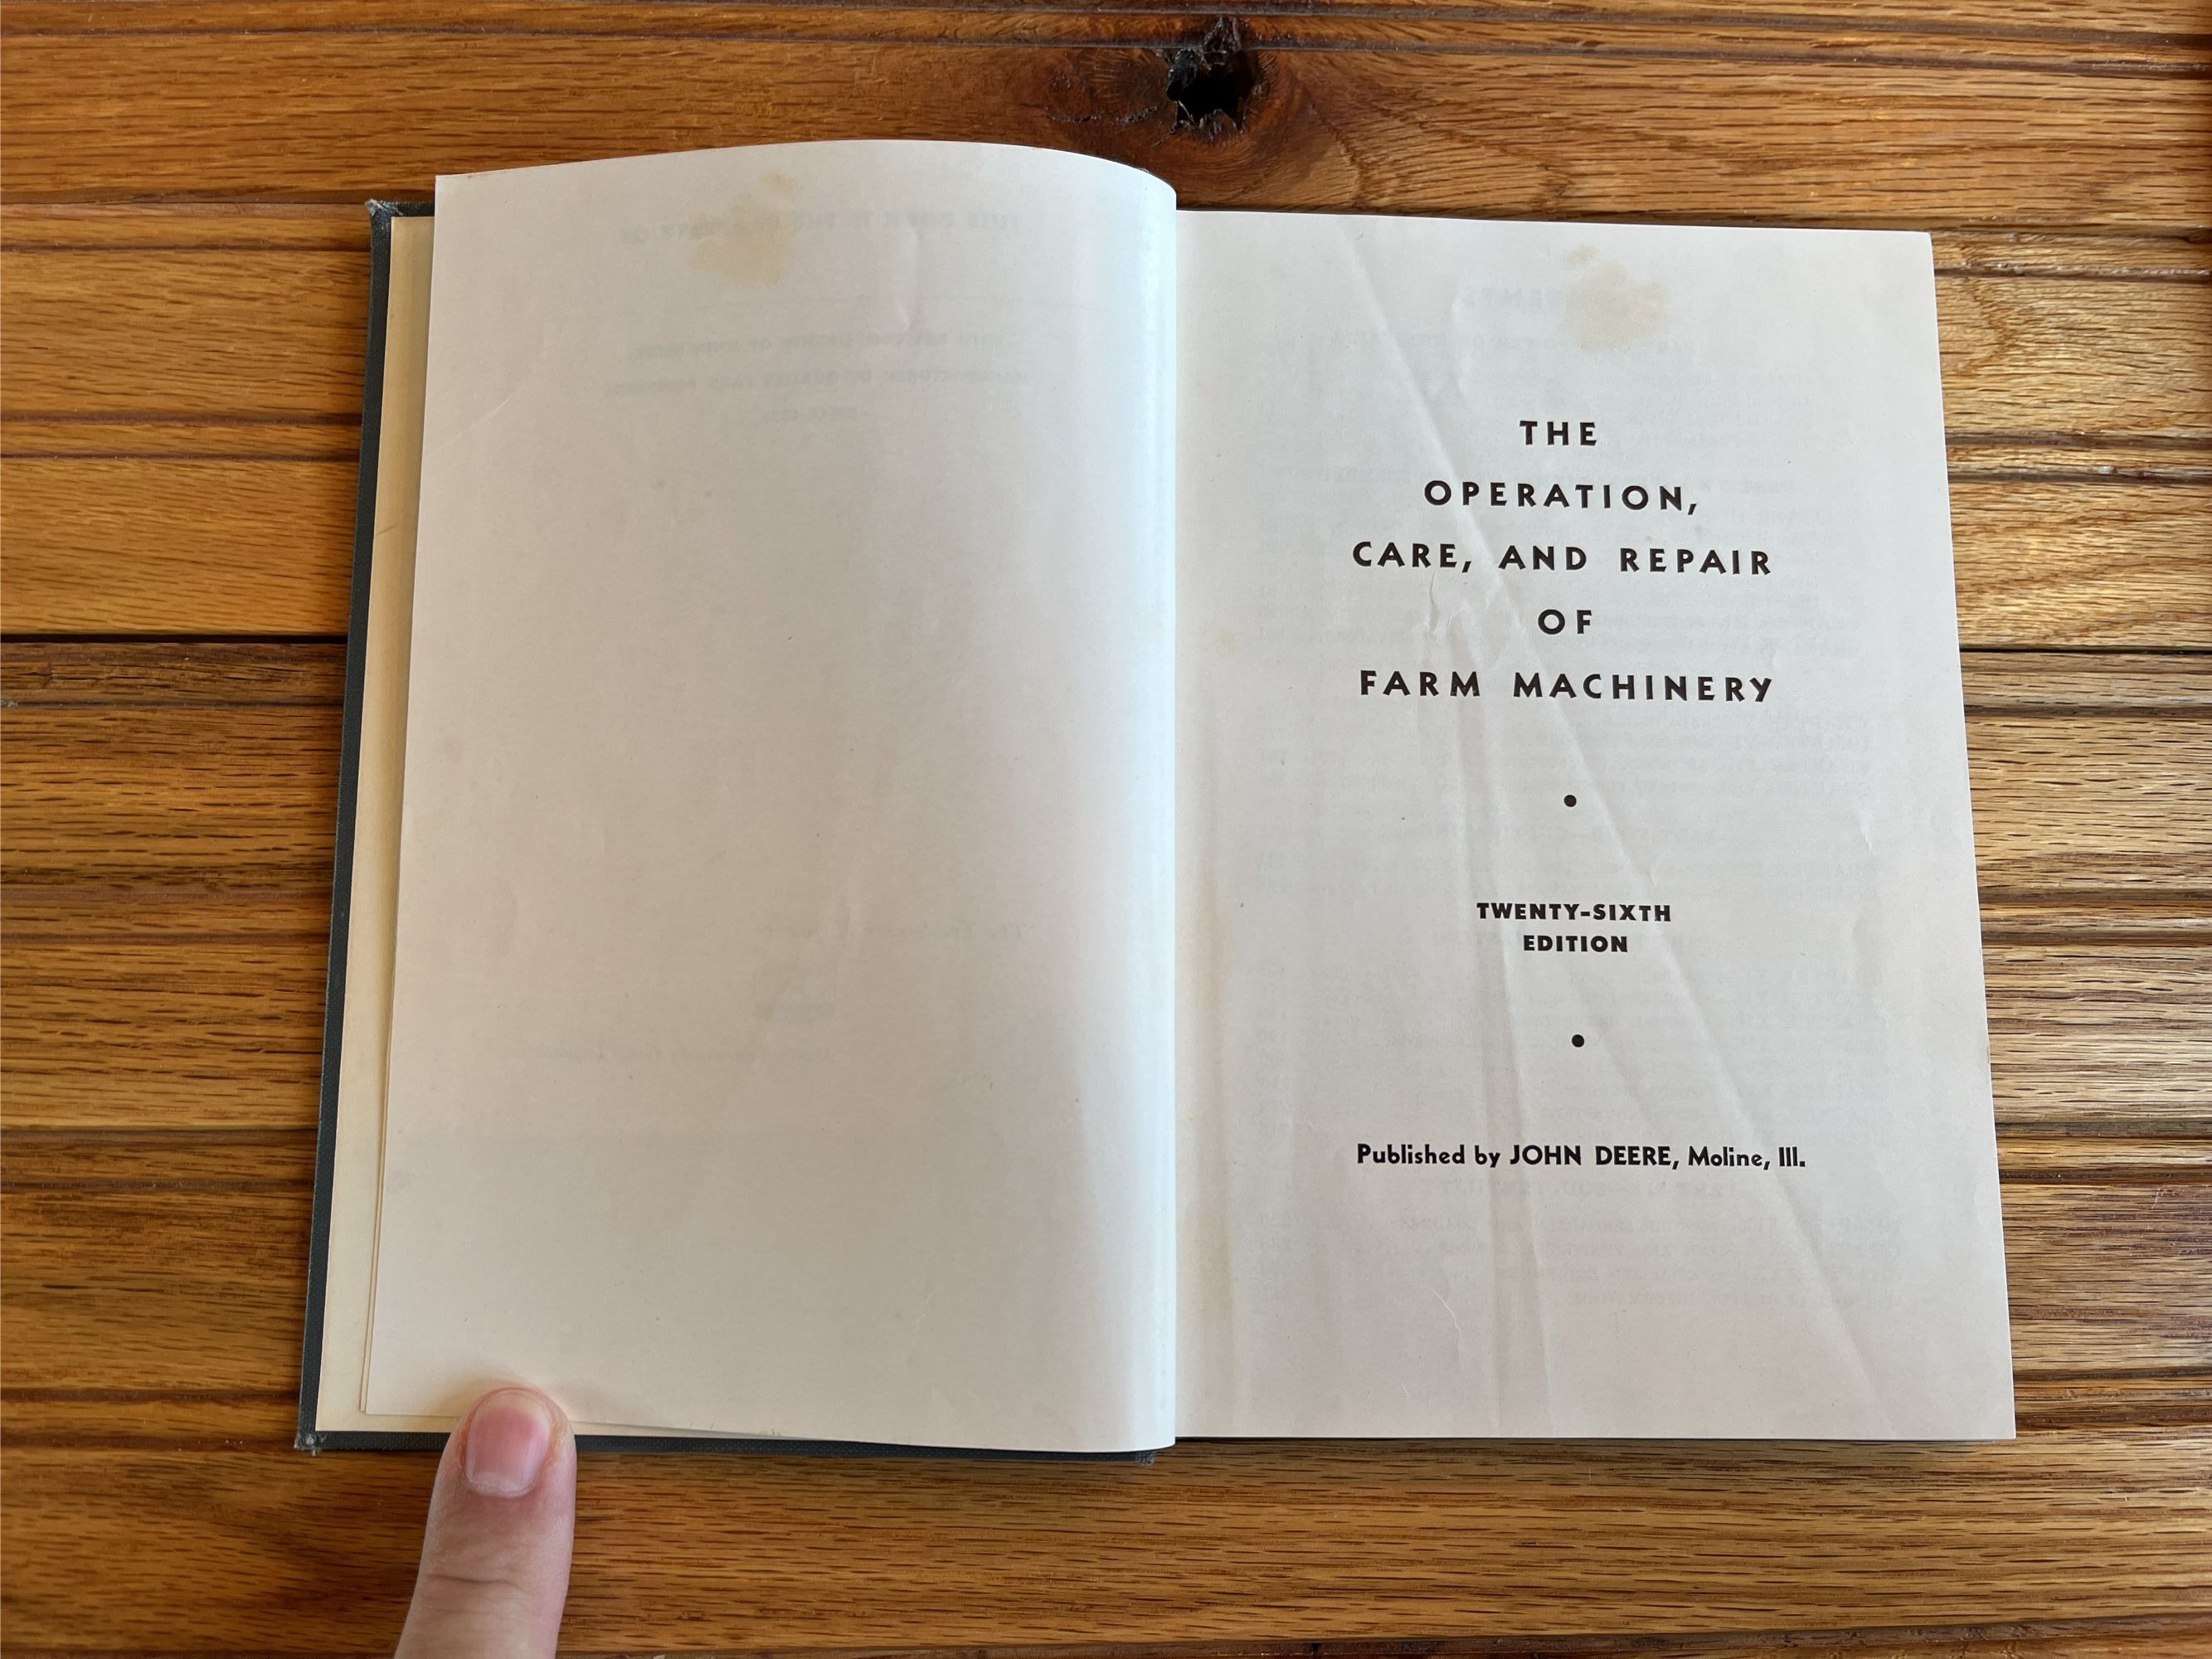 THE
OPERATION,
CARE, AND REPAIR
OF
FARM MACHINERY
TWENTY-SIXTH
EDITION
Published by JOHN DEERE, Moline, Ill.